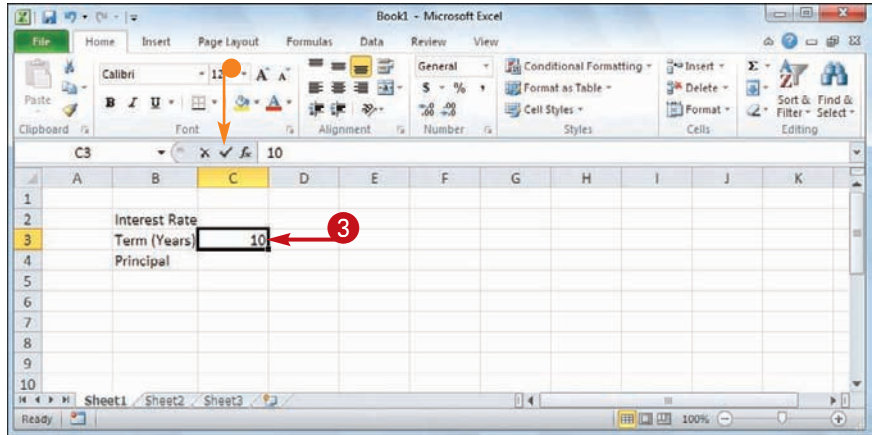 Book1 - Microsoft Excel
File Home Insert Page Layout Formulas Data Review View
Calibri 12 A A General Conditional Formatting Insert Σ
Paste B I U A $ % , Format as Table Delete Sort & Find &
Cell Styles Format Filter Select
Clipboard Font Alignment Number Styles Cells Editing
C3 fx 10
A B C D E F G H I J K
1
2 Interest Rate
3 Term (Years) 10 3
4 Principal
5
6
7
8
9
10
Sheet1 Sheet2 Sheet3
Ready 100%